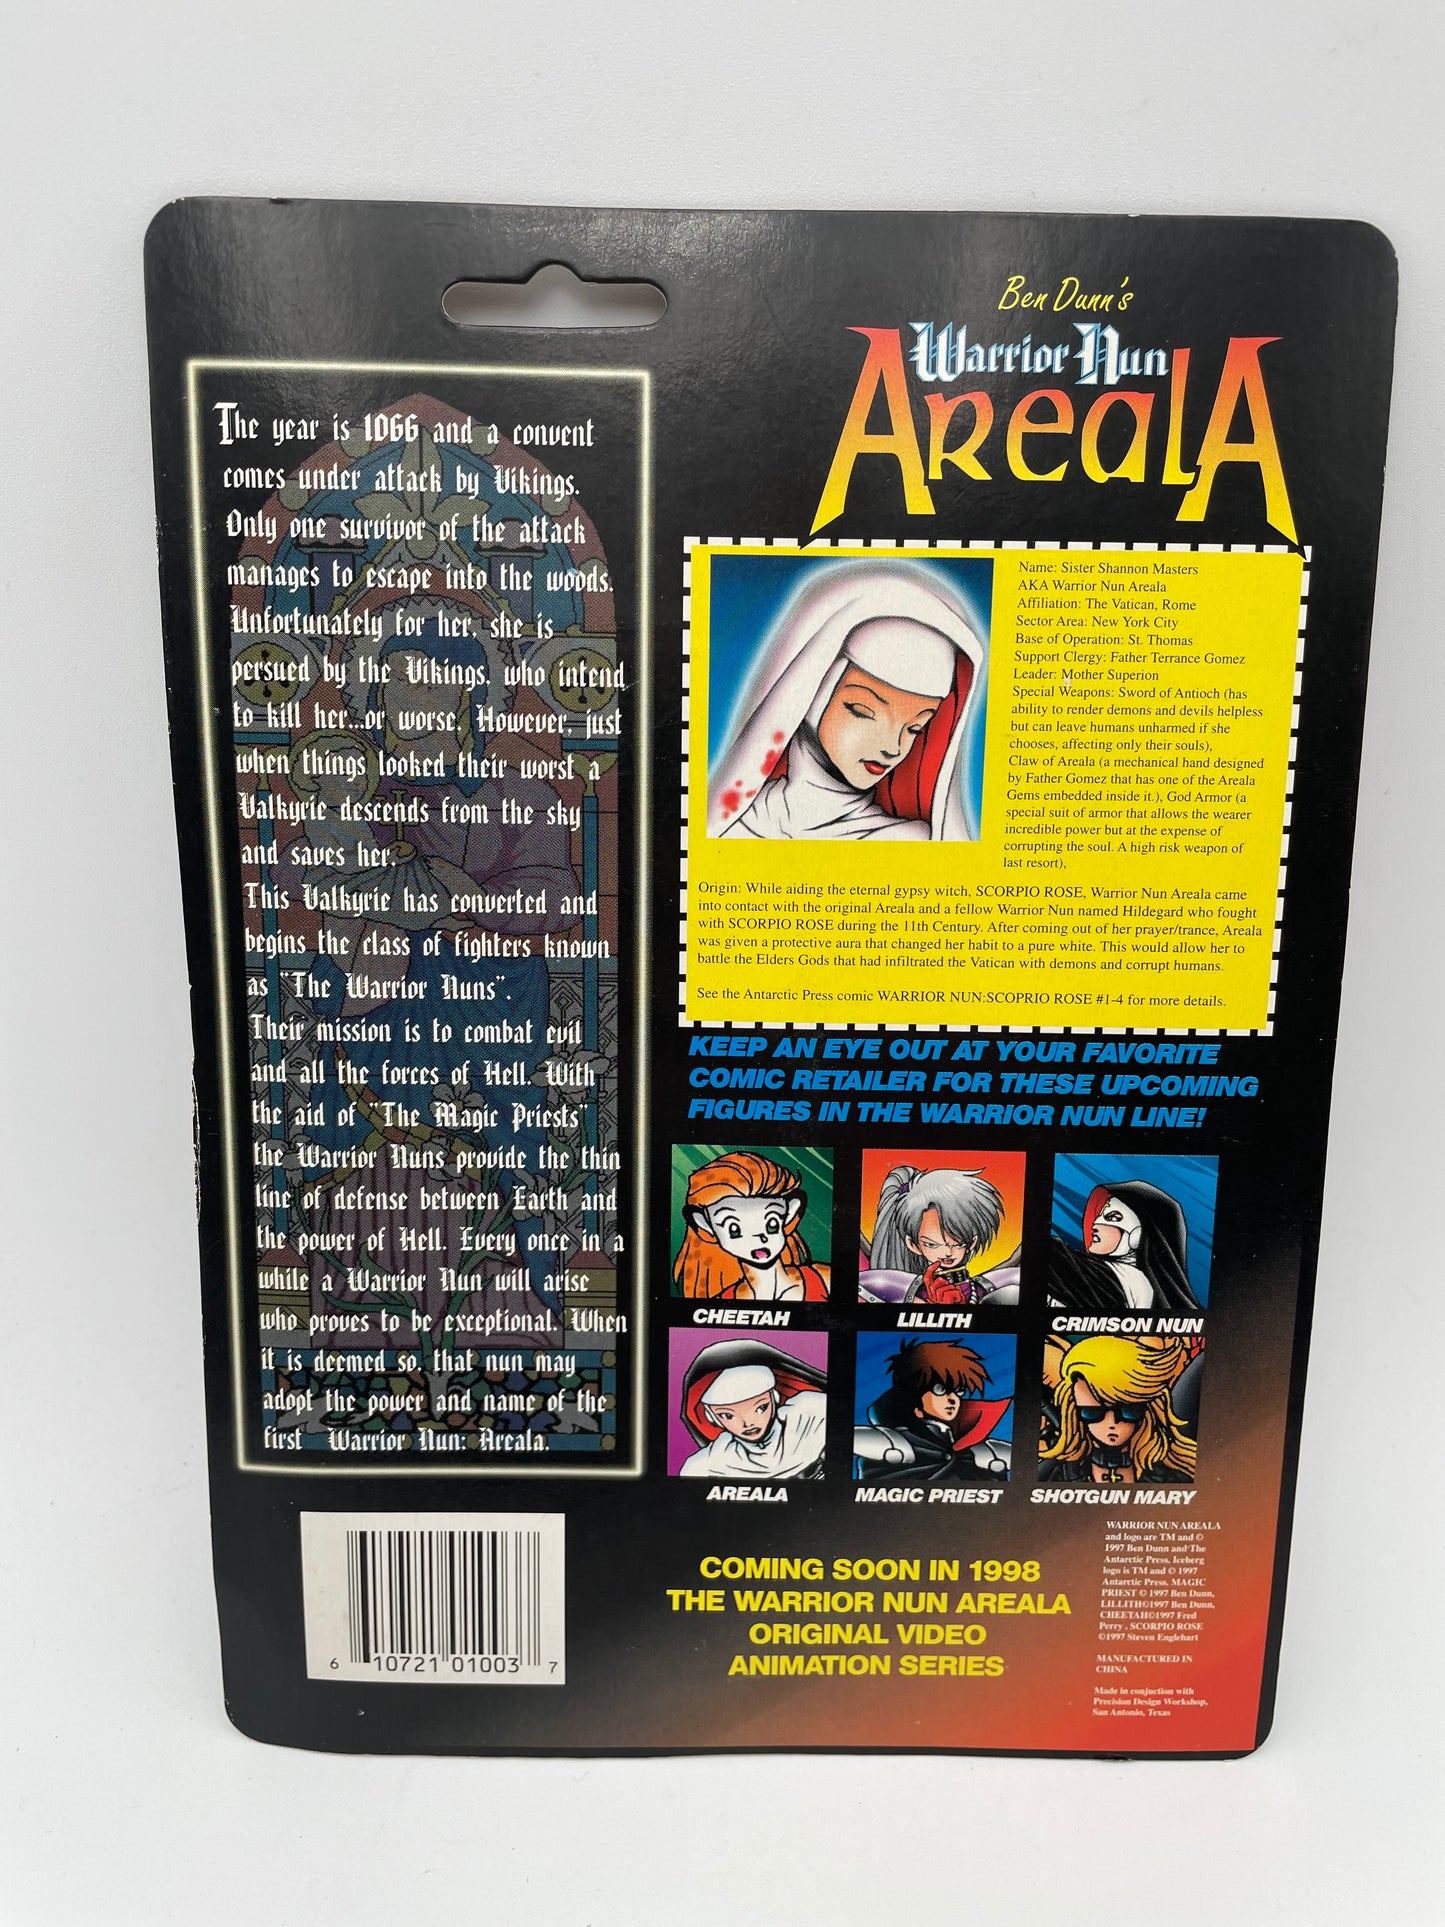 The year is 1066 and a convent
comes under attack by Vikings.
Only one survivor of the attack
manages to escape into the woods.
Unfortunately for her, she is
persued by the Vikings, who intend
to kill her...or worse. However, just
when things looked their worst a
Valkyrie descends from the sky
and saves her.
This Valkyrie has converted and
begins the class of fighters known
as "The Warrior Nuns".
Their mission is to combat evil
and all the forces of Hell. With
the aid of "The Magic Priests"
the Warrior Nuns provide the thin
line of defense between Earth and
the power of Hell. Every once in a
while a Warrior Nun will arise
who proves to be exceptional. When
it is deemed so, that nun may
adopt the power and name of the
first Warrior Nun: Areala.
6 10721 01003 7
Ben Dunn's
Warrior Nun
AREALA
Name: Sister Shannon Masters
AKA Warrior Nun Areala
Affiliation: The Vatican, Rome
Sector Area: New York City
Base of Operation: St. Thomas
Support Clergy: Father Terrance Gomez
Leader: Mother Superion
Special Weapons: Sword of Antioch (has
ability to render demons and devils helpless
but can leave humans unharmed if she
chooses, affecting only their souls),
Claw of Areala (a mechanical hand designed
by Father Gomez that has one of the Areala
Gems embedded inside it.), God Armor (a
special suit of armor that allows the wearer
incredible power but at the expense of
corrupting the soul. A high risk weapon of
last resort),
Origin: While aiding the eternal gypsy witch, SCORPIO ROSE, Warrior Nun Areala came
into contact with the original Areala and a fellow Warrior Nun named Hildegard who fought
with SCORPIO ROSE during the 11th Century. After coming out of her prayer/trance, Areala
was given a protective aura that changed her habit to a pure white. This would allow her to
battle the Elders Gods that had infiltrated the Vatican with demons and corrupt humans.
See the Antarctic Press comic WARRIOR NUN:SCOPRIO ROSE #1-4 for more details.
KEEP AN EYE OUT AT YOUR FAVORITE
COMIC RETAILER FOR THESE UPCOMING
FIGURES IN THE WARRIOR NUN LINE!
CHEETAH
LILLITH
CRIMSON NUN
AREALA
MAGIC PRIEST
SHOTGUN MARY
COMING SOON IN 1998
THE WARRIOR NUN AREALA
ORIGINAL VIDEO
ANIMATION SERIES
WARRIOR NUN AREALA
and logo are TM and ©
1997 Ben Dunn and The
Antarctic Press. Iceberg
logo is TM and © 1997
Antarctic Press. MAGIC
PRIEST © 1997 Ben Dunn,
LILLITH©1997 Ben Dunn,
CHEETAH©1997 Fred
Perry . SCORPIO ROSE
©1997 Steven Englehart
MANUFACTURED IN
CHINA
Made in conjuction with
Precision Design Workshop,
San Antonio, Texas